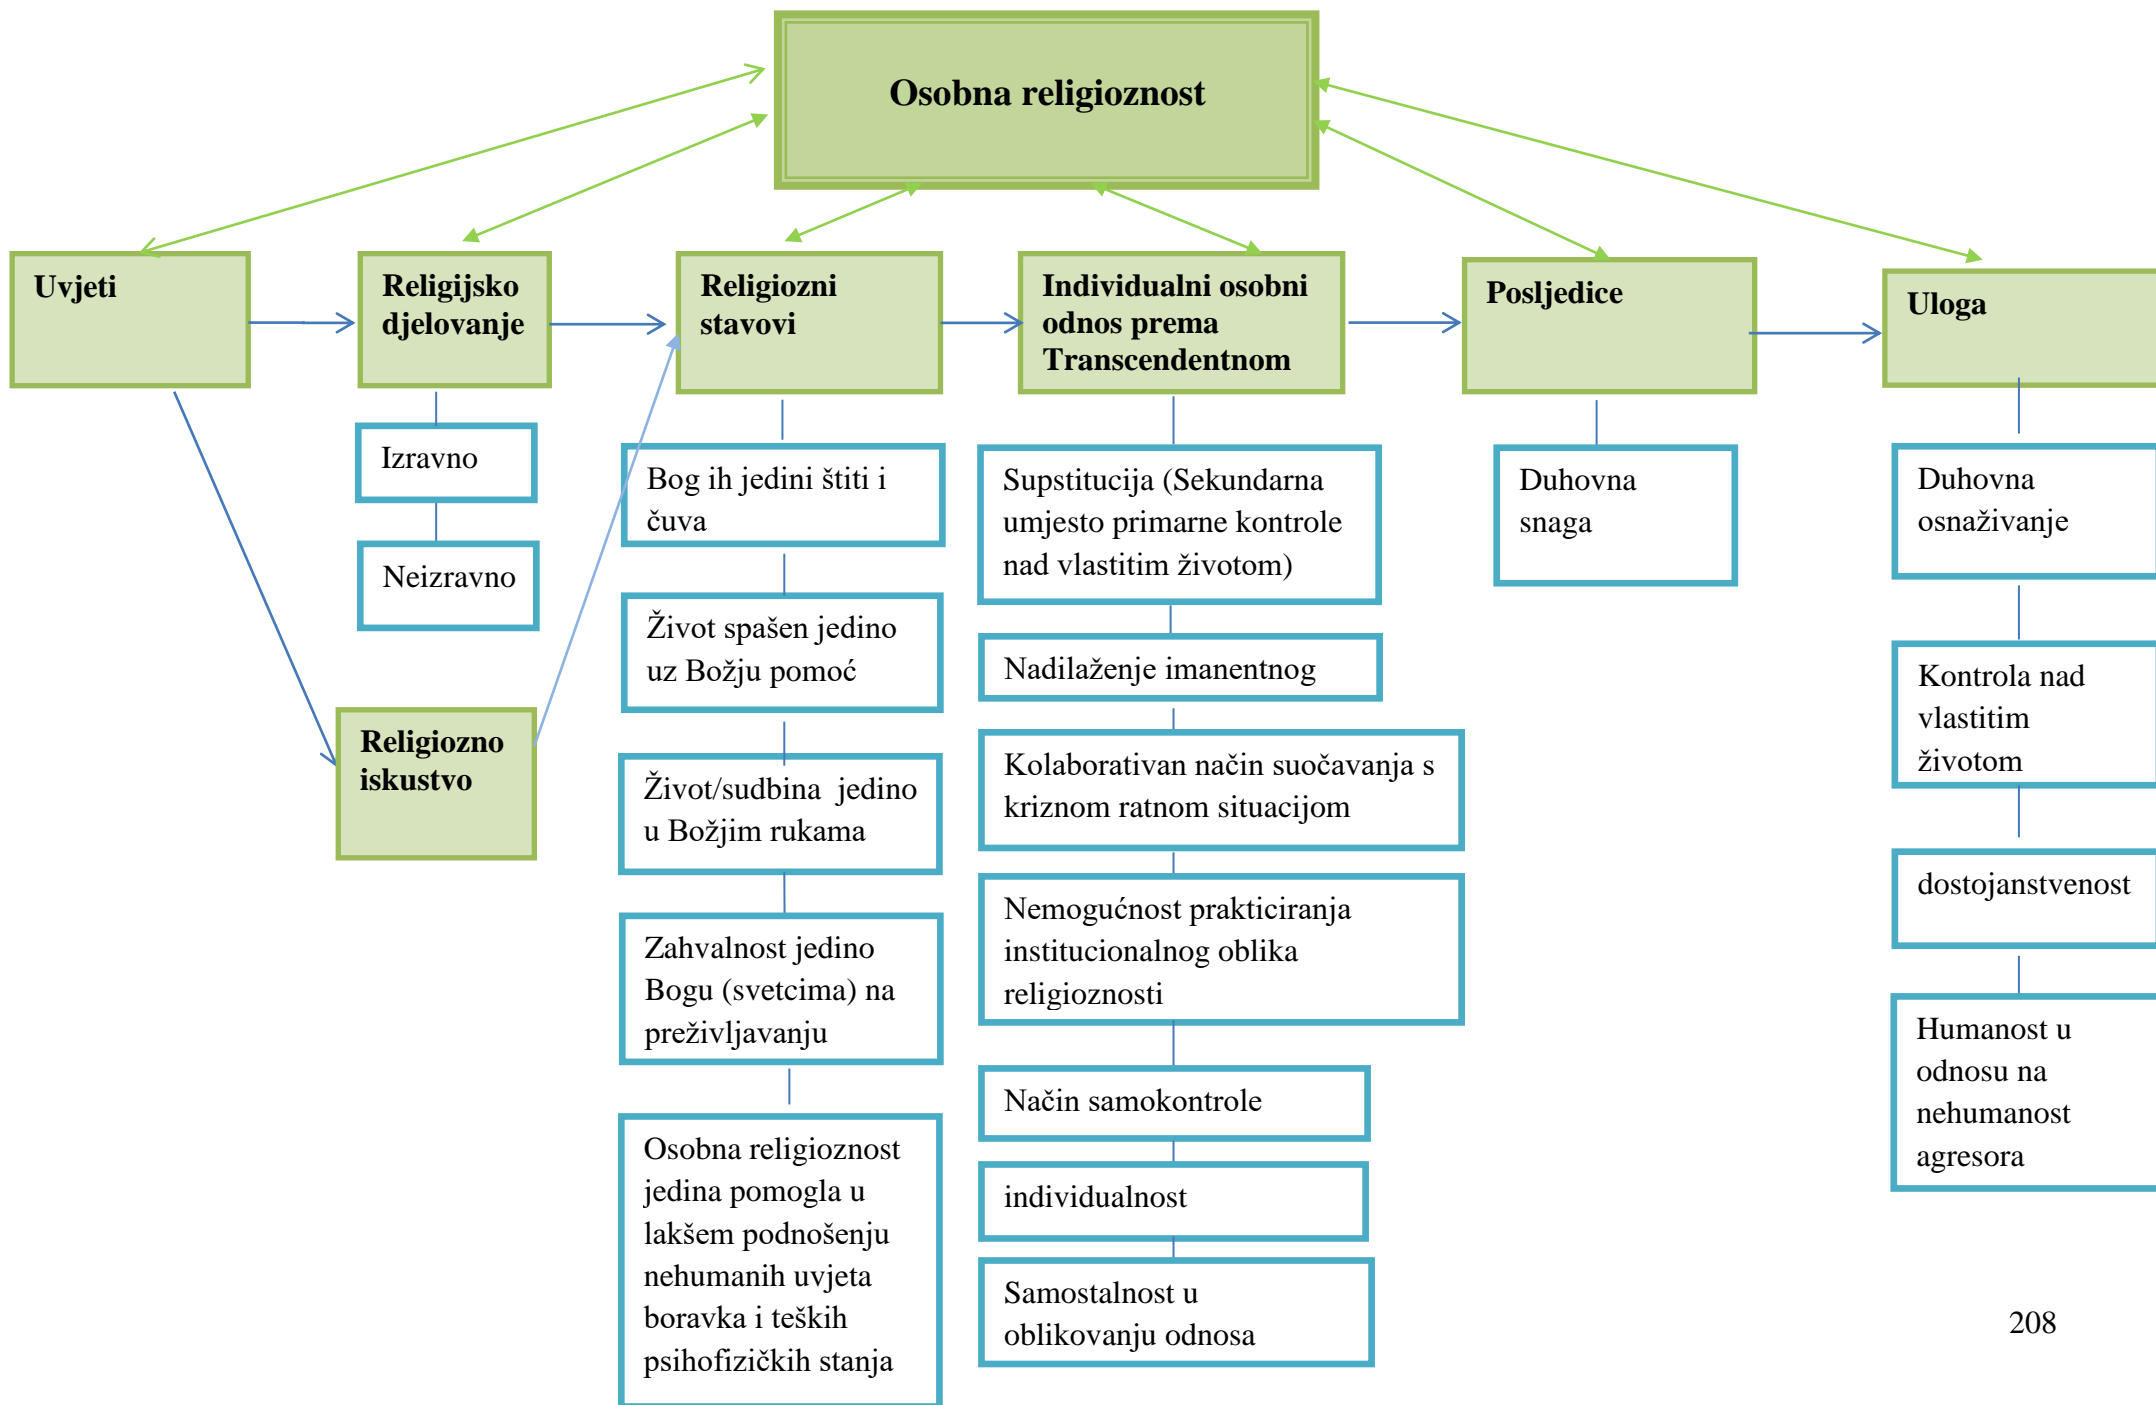 Osobna religioznost
Uvjeti
Religijsko
djelovanje
Religiozni
stavovi
Individualni osobni
odnos prema
Transcendentnom
Posljedice
Uloga
Izravno
Neizravno
Religiozno
iskustvo
Bog ih jedini štiti i
čuva
Život spašen jedino
uz Božju pomoć
Život/sudbina  jedino
u Božjim rukama
Zahvalnost jedino
Bogu (svetcima) na
preživljavanju
Osobna religioznost
jedina pomogla u
lakšem podnošenju
nehumanih uvjeta
boravka i teških
psihofizičkih stanja
Supstitucija (Sekundarna
umjesto primarne kontrole
nad vlastitim životom)
Nadilaženje imanentnog
Kolaborativan način suočavanja s
kriznom ratnom situacijom
Nemogućnost prakticiranja
institucionalnog oblika
religioznosti
Način samokontrole
individualnost
Samostalnost u
oblikovanju odnosa
Duhovna
snaga
Duhovna
osnaživanje
Kontrola nad
vlastitim
životom
dostojanstvenost
Humanost u
odnosu na
nehumanost
agresora
208